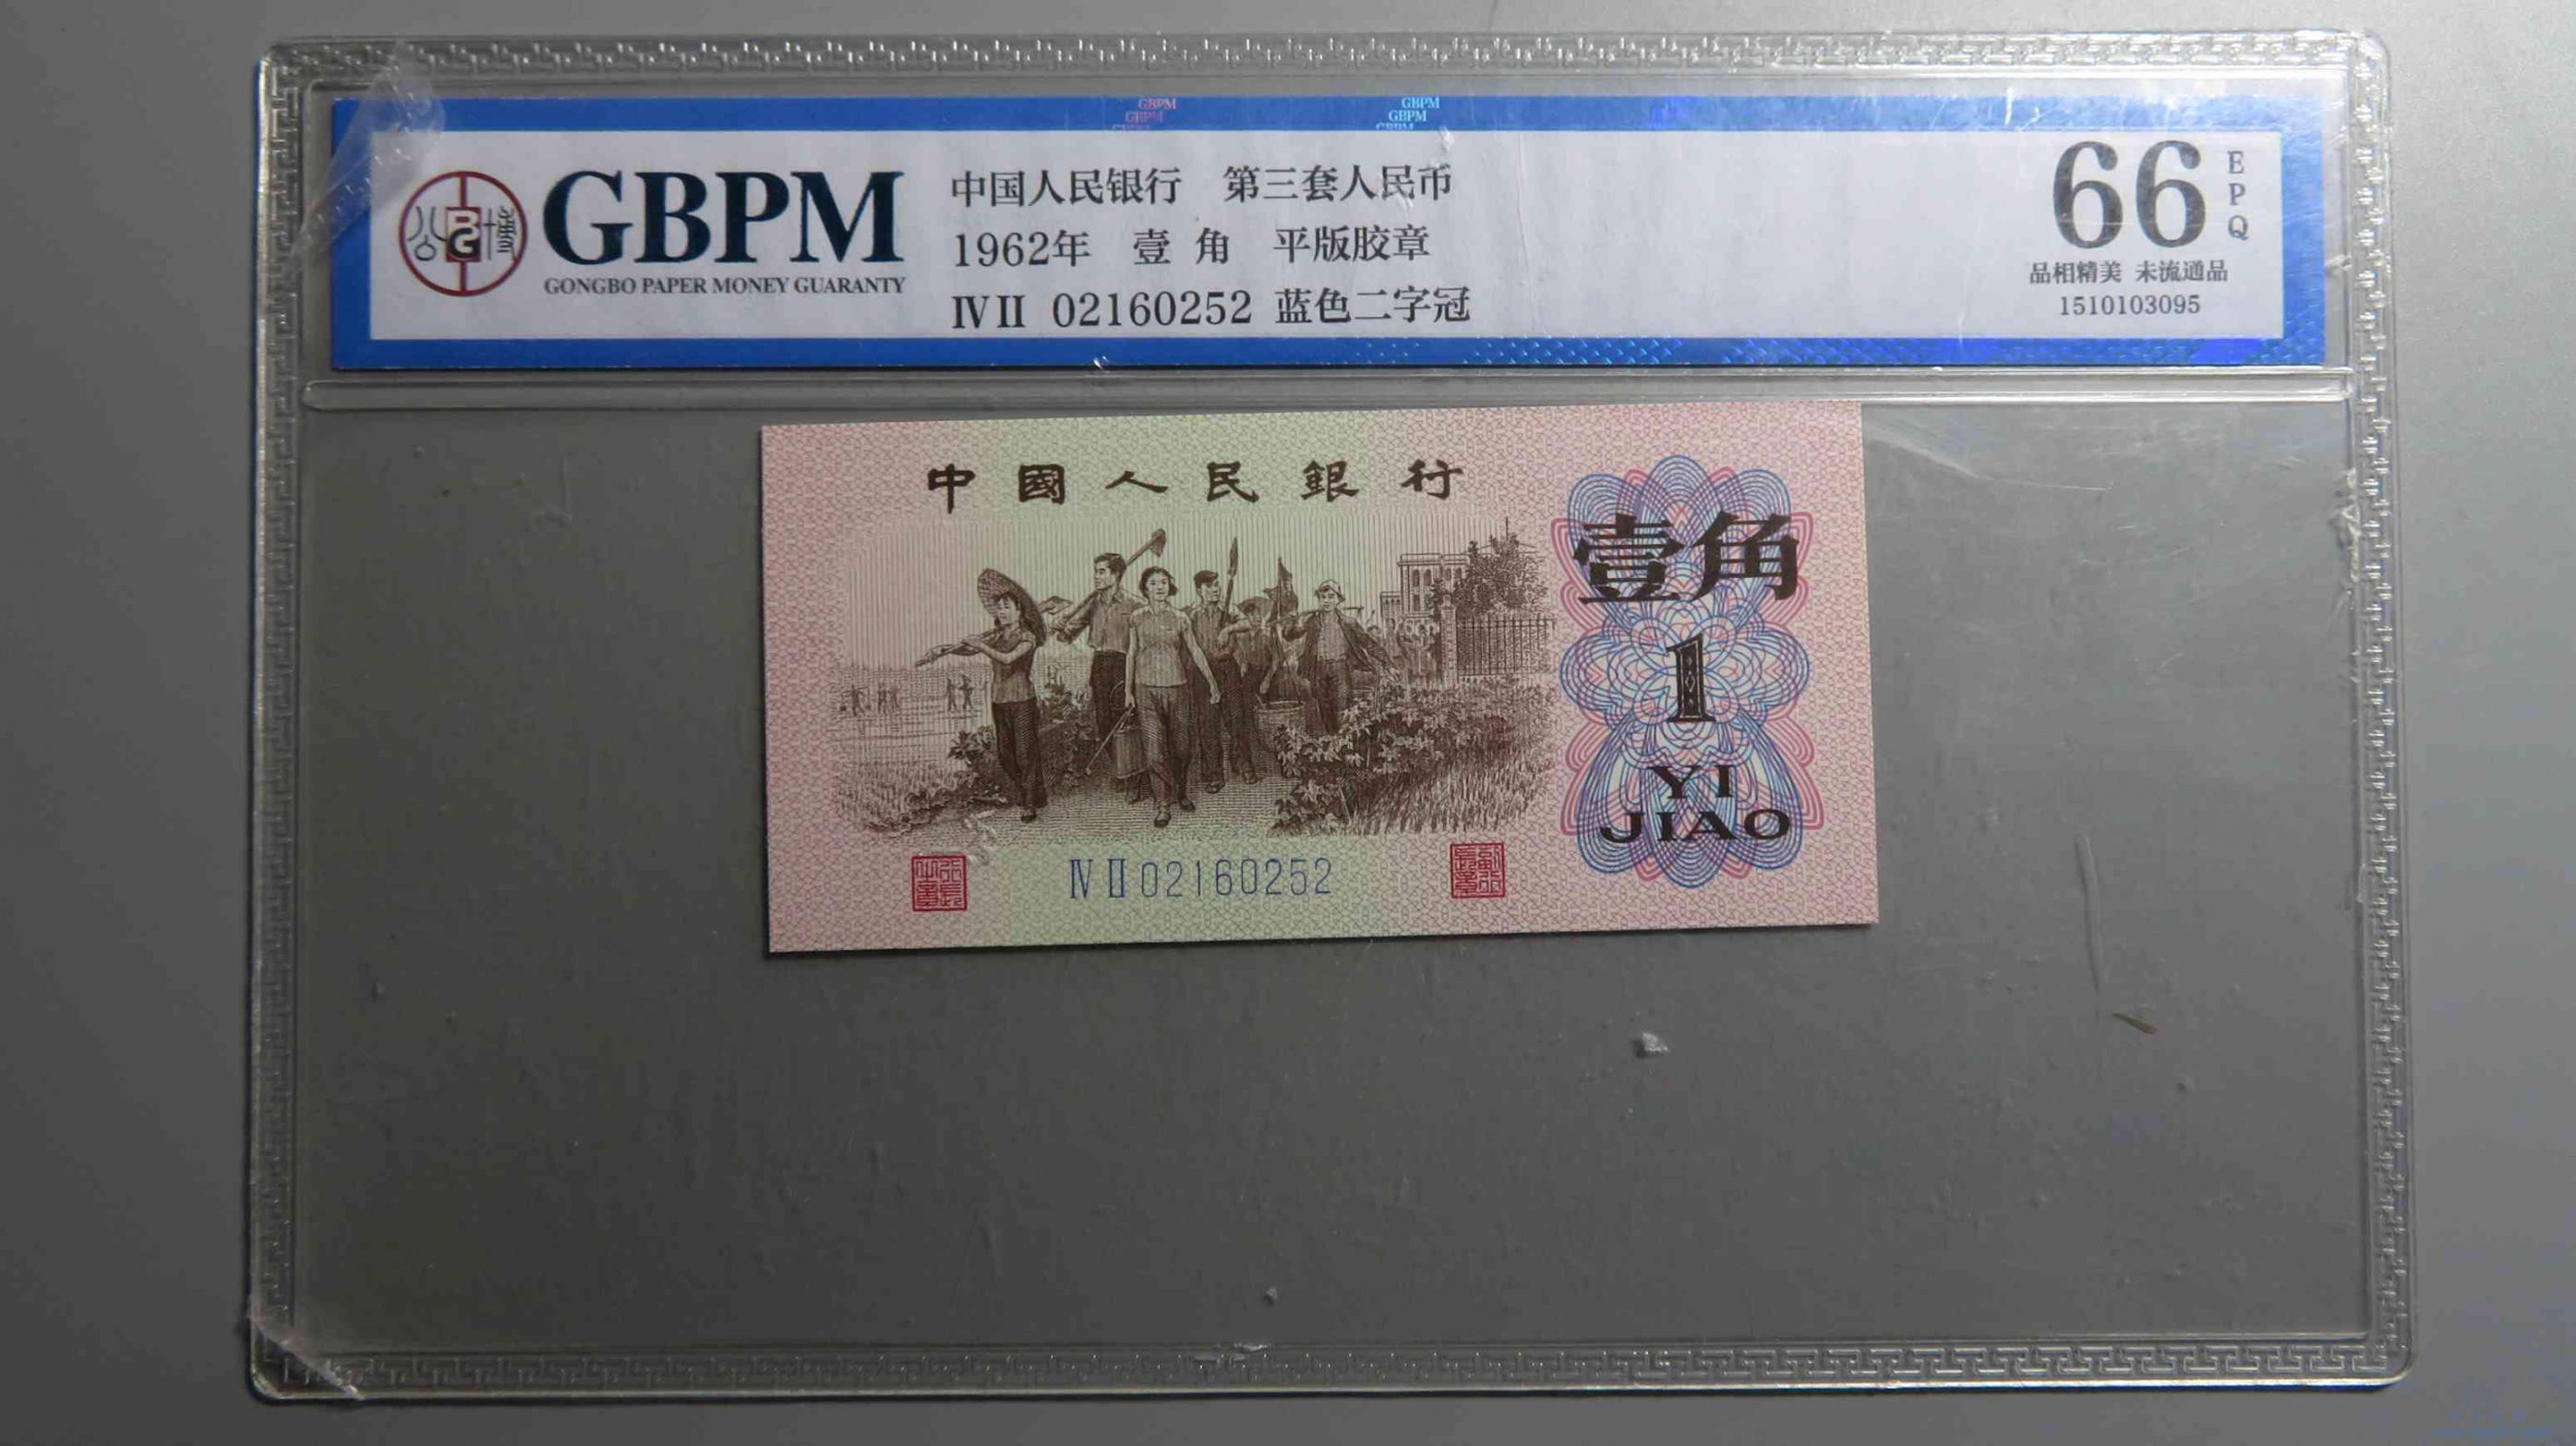 GBPM
GBPM
GBPM
GBPM
公博
GBPM
GONGBO PAPER MONEY GUARANTY
中国人民银行 第三套人民币
1962年 壹 角 平版胶章
ⅣⅡ 02160252 蓝色二字冠
66
EPQ
品相精美 未流通品
1510103095
中國人民銀行
壹角
1
YI
JIAO
ⅣⅡ02160252